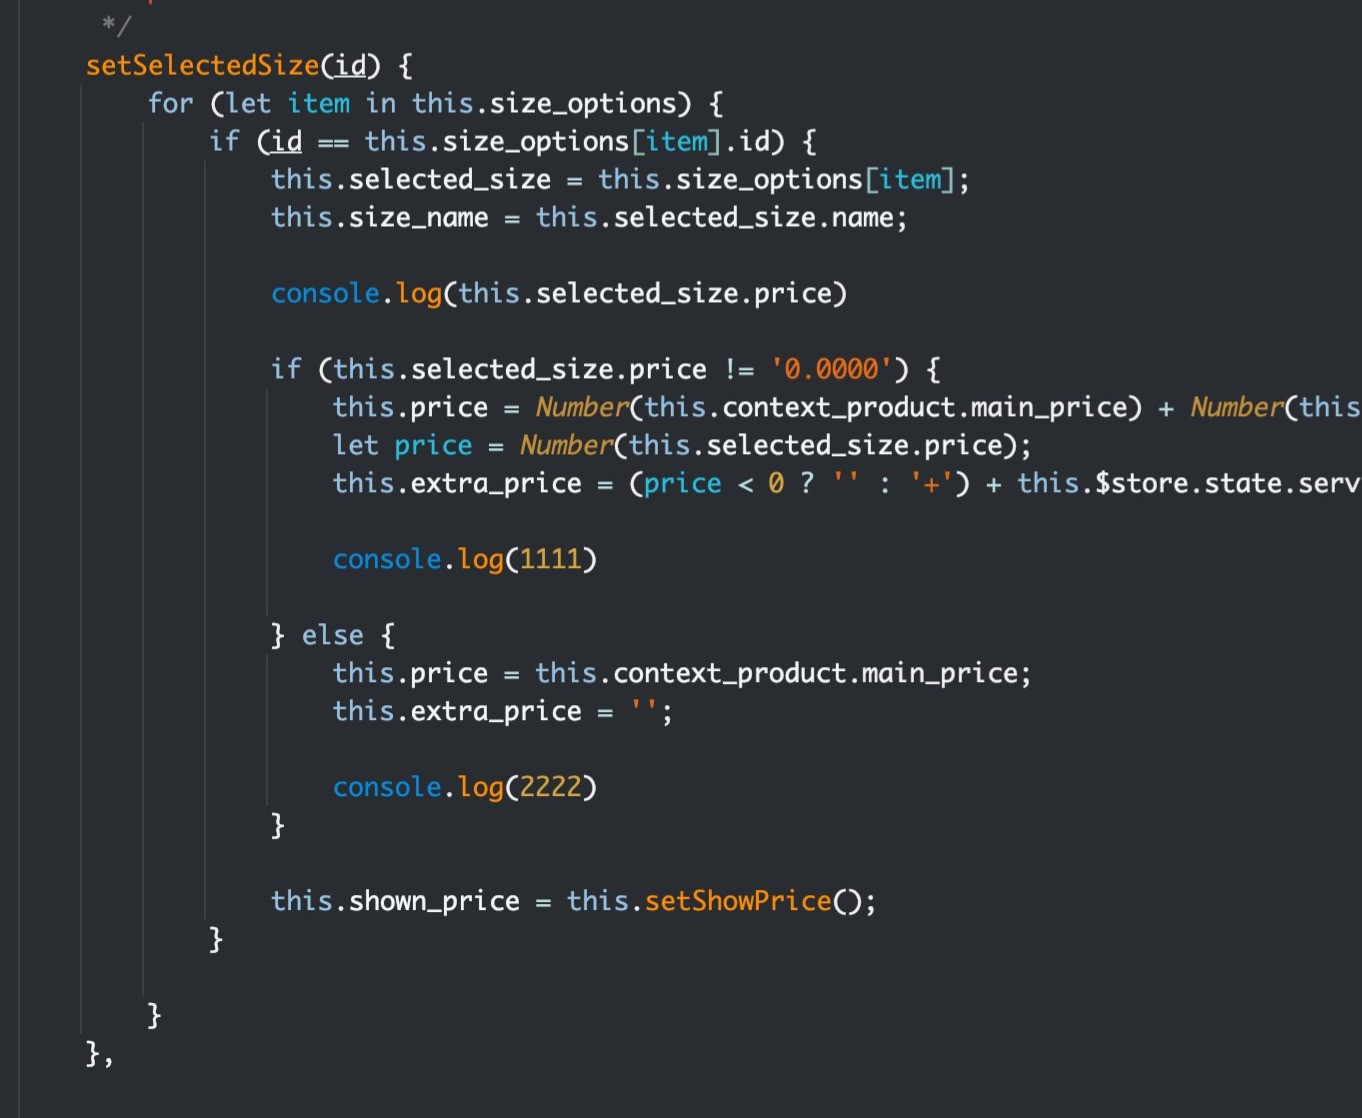 */
setSelectedSize(id) {
for (let item in this.size_options) {
if (id == this.size_options[item].id) {
this.selected_size = this.size_options[item];
this.size_name = this.selected_size.name;
console.log(this.selected_size.price)
if (this.selected_size.price != '0.0000') {
this.price = Number(this.context_product.main_price) + Number(this
let price = Number(this.selected_size.price);
this.extra_price = (price < 0 ? '' : '+') + this.$store.state.serv
console.log(1111)
} else {
this.price = this.context_product.main_price;
this.extra_price = '';
console.log(2222)
}
this.shown_price = this.setShowPrice();
}
}
},